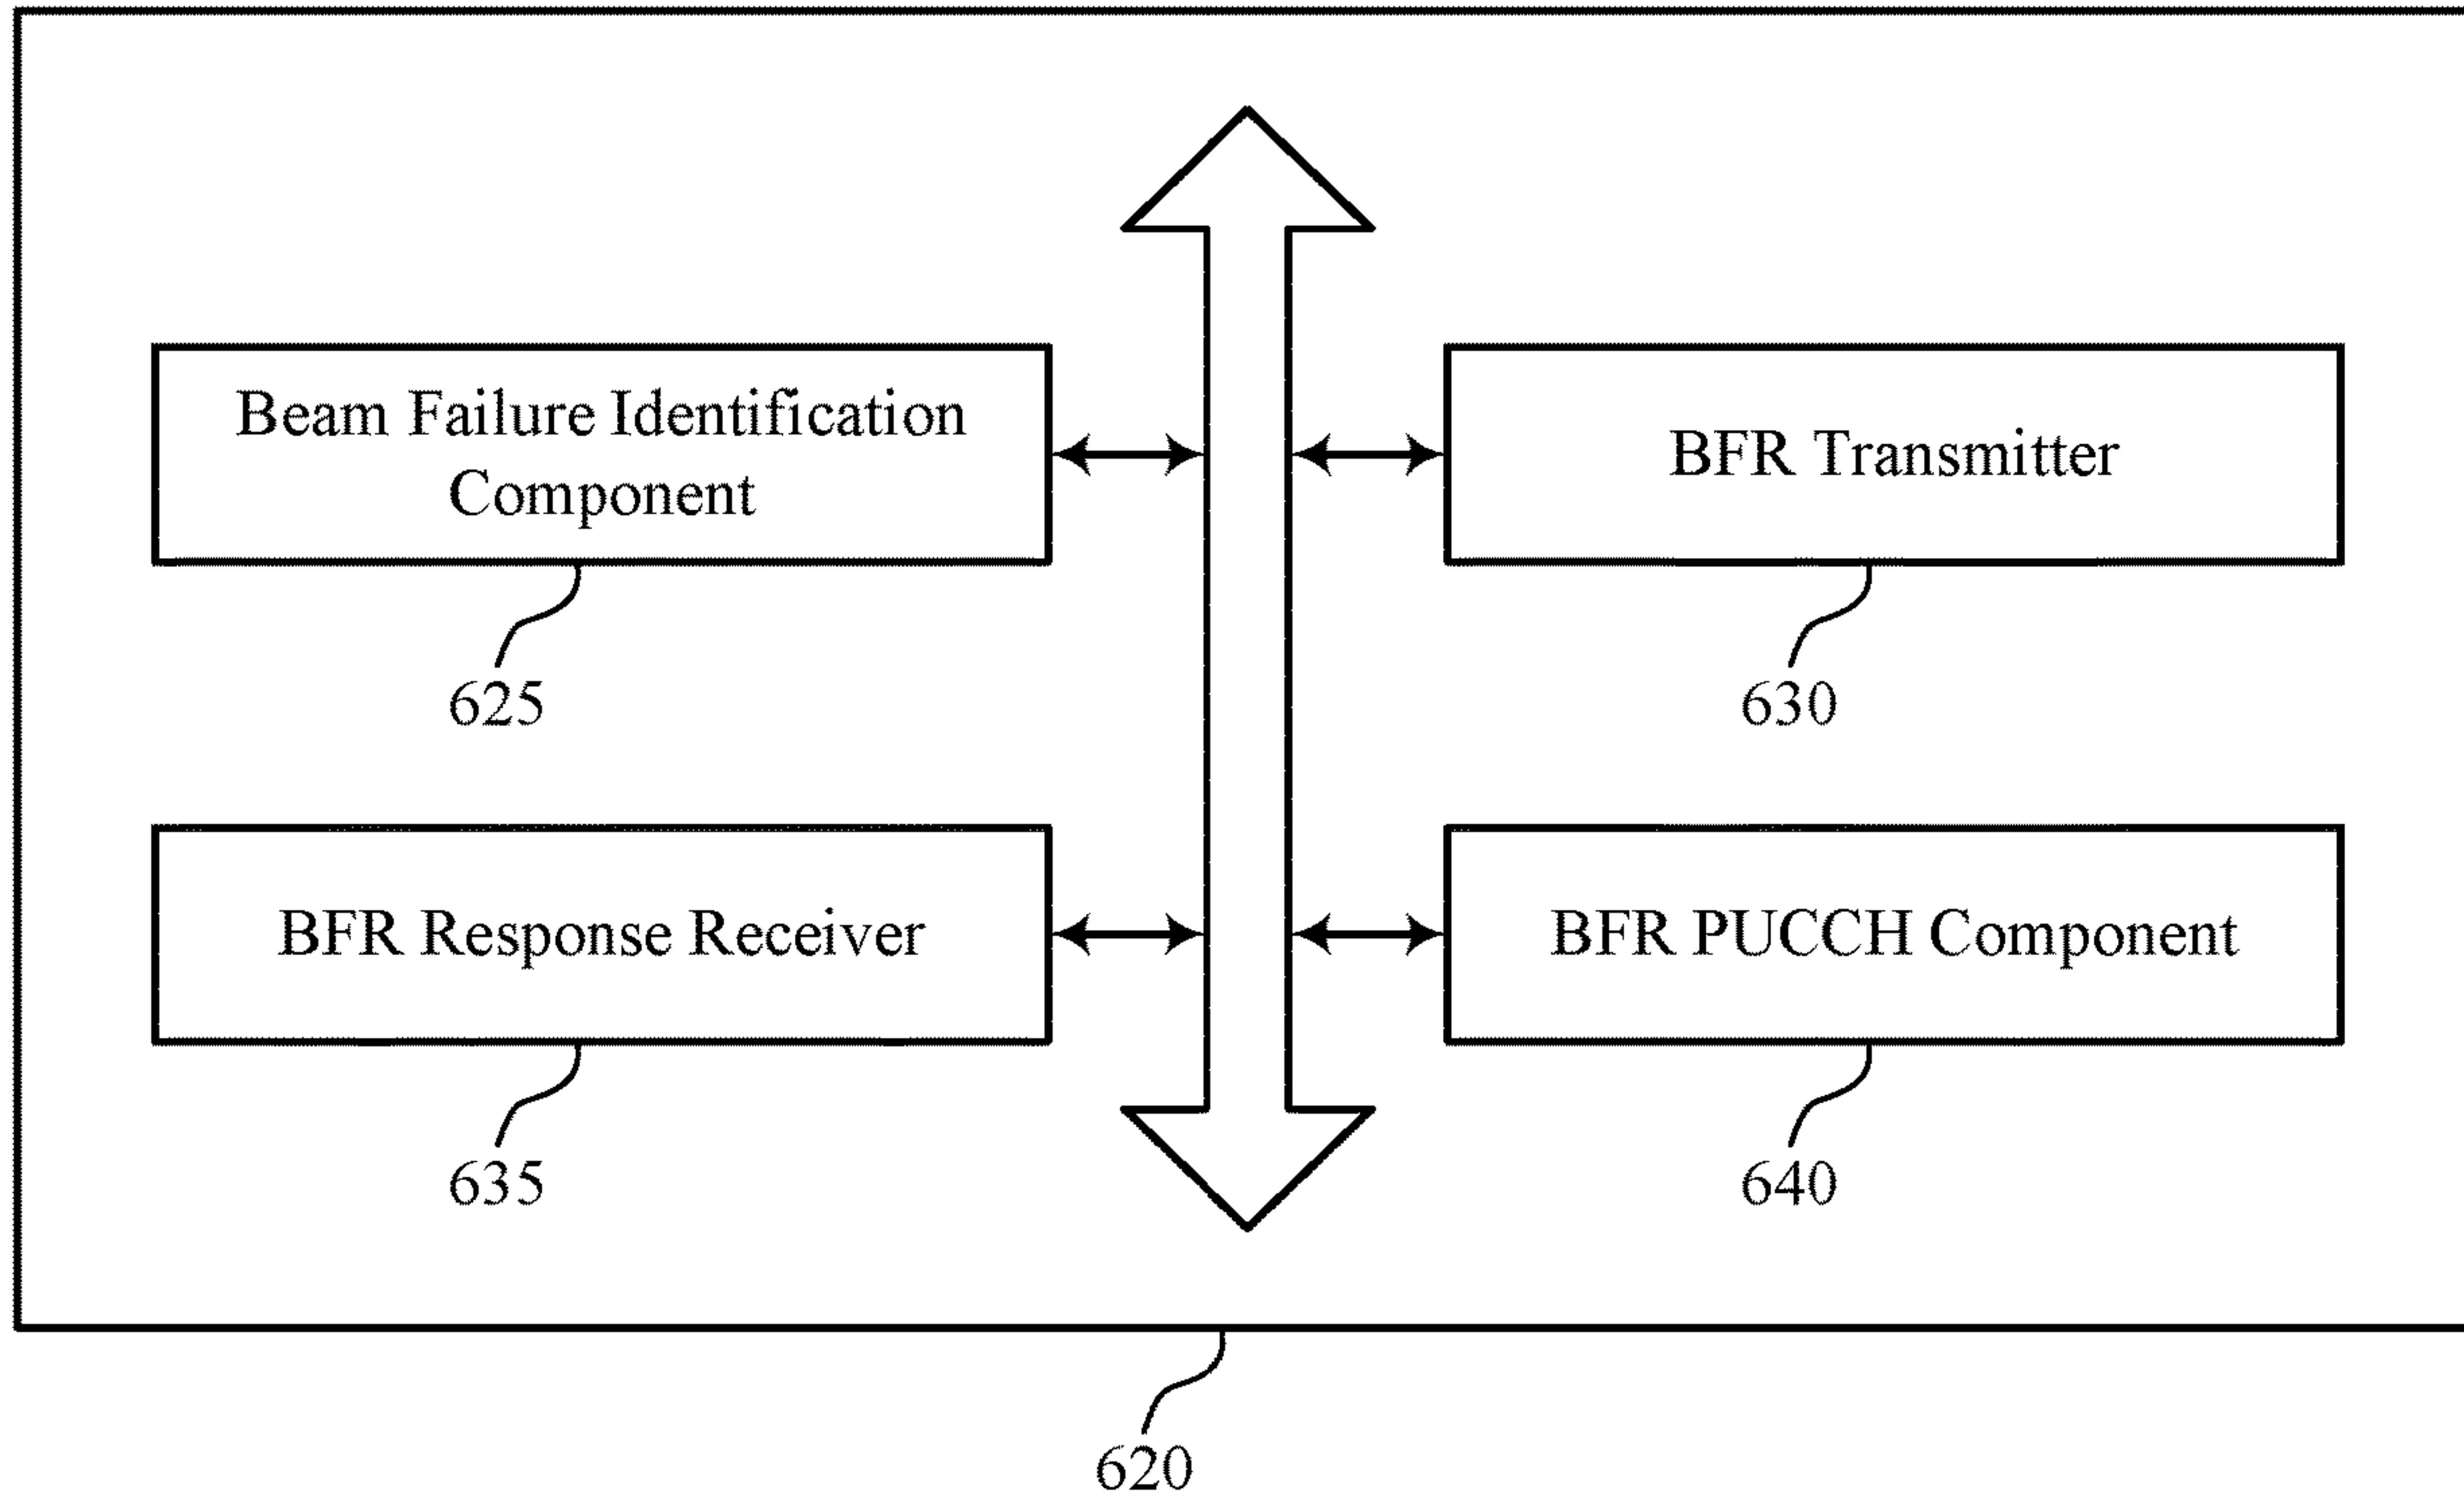 Beam Failure Identification
Component
625
BFR Transmitter
630
BFR Response Receiver
635
BFR PUCCH Component
640
620